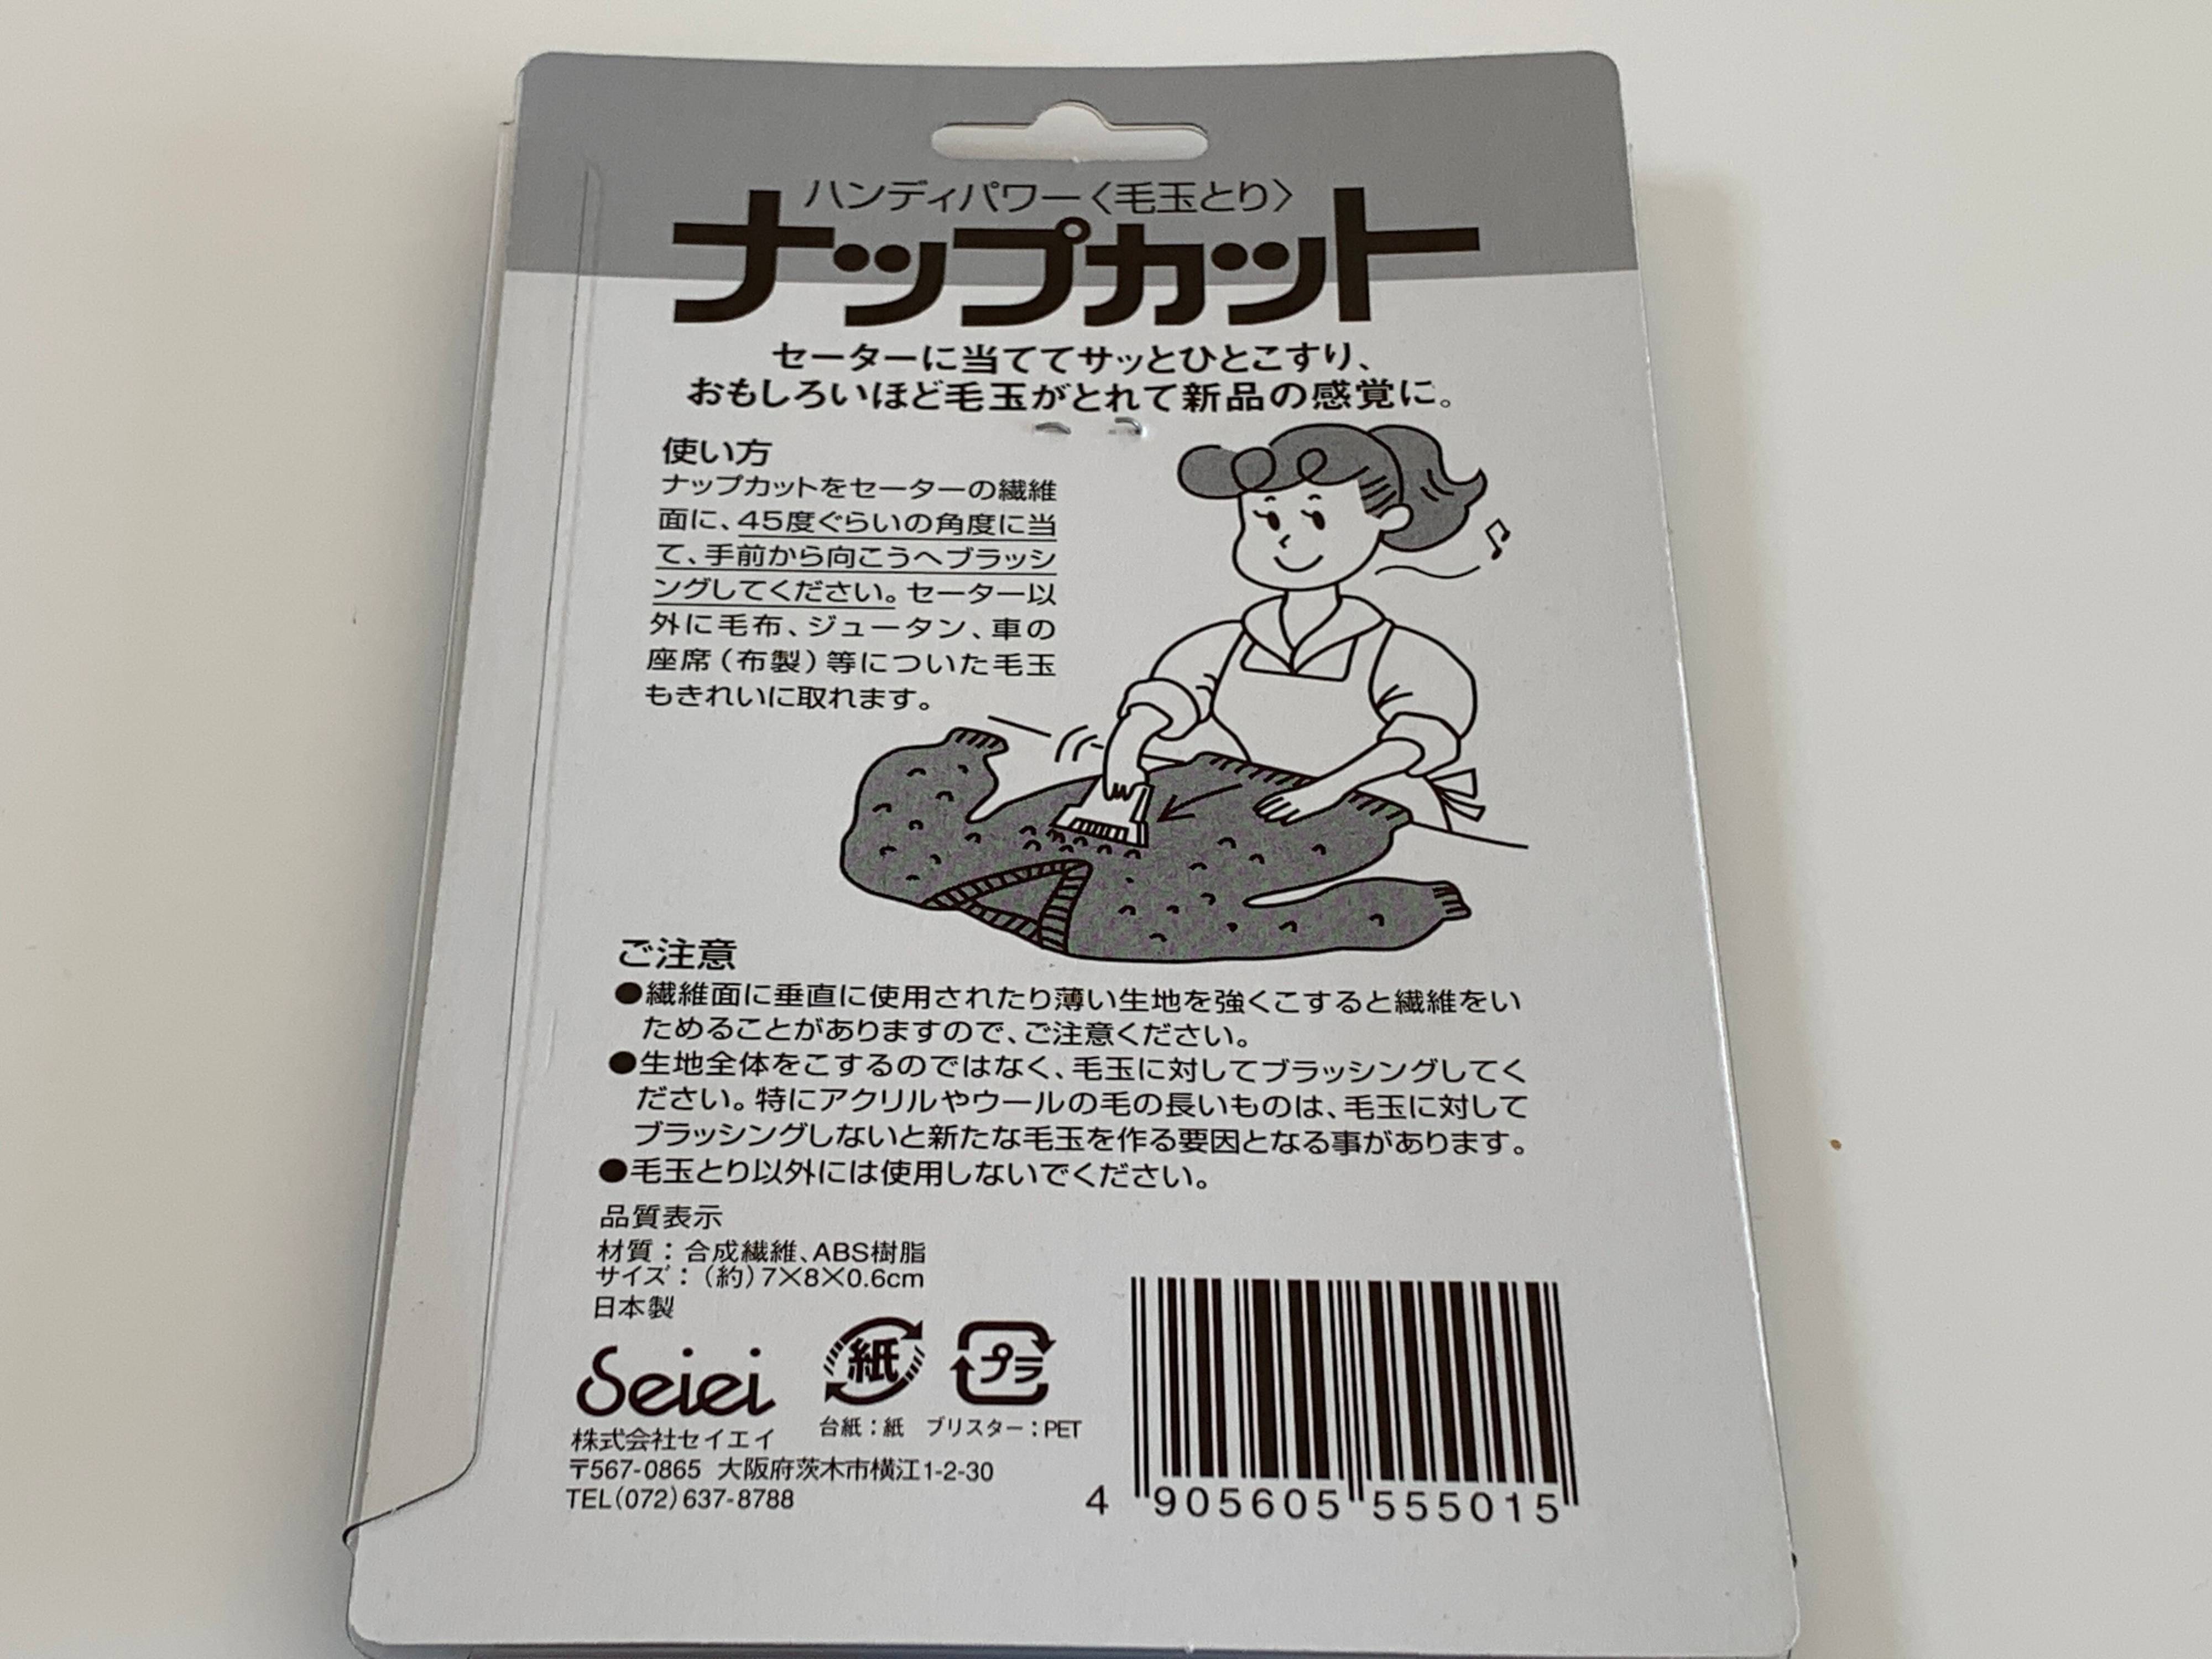 ハンディパワー〈毛玉とり〉
ナップカット
セーターに当ててサッとひとこすり、
おもしろいほど毛玉がとれて新品の感覚に。
使い方
ナップカットをセーターの繊維
面に、45度ぐらいの角度に当
て、手前から向こうへブラッシ
ングしてください。セーター以
外に毛布、ジュータン、車の
座席（布製）等についた毛玉
もきれいに取れます。
ご注意
●繊維面に垂直に使用されたり薄い生地を強くこすると繊維をい
ためることがありますので、ご注意ください。
●生地全体をこするのではなく、毛玉に対してブラッシングしてく
ださい。特にアクリルやウールの毛の長いものは、毛玉に対して
ブラッシングしないと新たな毛玉を作る要因となる事があります。
●毛玉とり以外には使用しないでください。
品質表示
材質：合成繊維、ABS樹脂
サイズ：（約）7×8×0.6cm
日本製
Seiei
紙
プラ
台紙：紙 ブリスター：PET
株式会社セイエイ
〒567-0865 大阪府茨木市横江1-2-30
TEL（072）637-8788
4 905605 555015